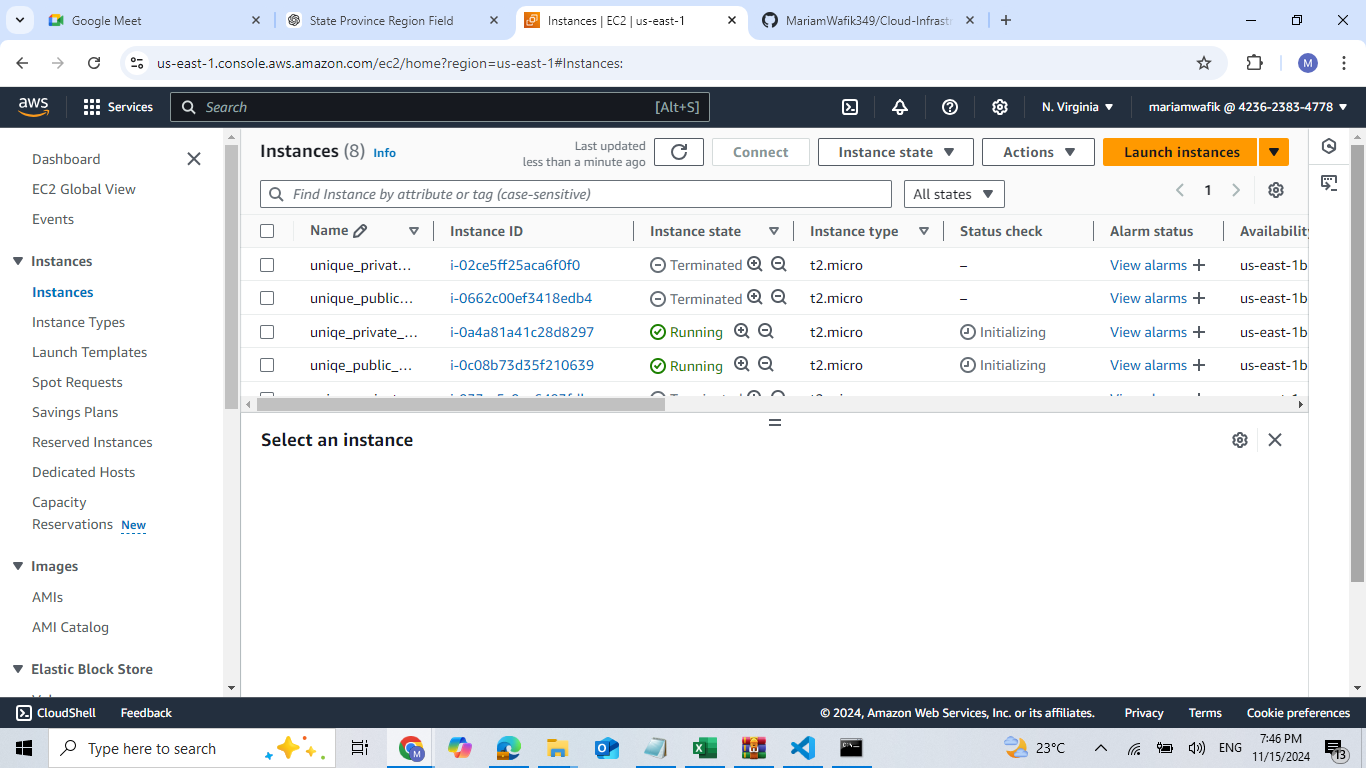 Google Meet
State Province Region Field
Instances | EC2 | us-east-1
MariamWafik349/Cloud-Infrast
us-east-1.console.aws.amazon.com/ec2/home?region=us-east-1#Instances:
M
aws
Services
Search
[Alt+S]
N. Virginia
mariamwafik @ 4236-2383-4778
Dashboard
EC2 Global View
Events
Instances
Instances
Instance Types
Launch Templates
Spot Requests
Savings Plans
Reserved Instances
Dedicated Hosts
Capacity
Reservations New
Images
AMIs
AMI Catalog
Elastic Block Store
Instances (8) Info
Last updated
less than a minute ago
Connect
Instance state
Actions
Launch instances
Find Instance by attribute or tag (case-sensitive)
All states
1
Name Instance ID Instance state Instance type Status check Alarm status Availability
unique_privat... i-02ce5ff25aca6f0f0 Terminated t2.micro – View alarms + us-east-1b
unique_public... i-0662c00ef3418edb4 Terminated t2.micro – View alarms + us-east-1b
uniqe_private_... i-0a4a81a41c28d8297 Running t2.micro Initializing View alarms + us-east-1b
uniqe_public_... i-0c08b73d35f210639 Running t2.micro Initializing View alarms + us-east-1b
Select an instance
CloudShell
Feedback
© 2024, Amazon Web Services, Inc. or its affiliates.
Privacy
Terms
Cookie preferences
Type here to search
23°C
ENG
7:46 PM
11/15/2024
13